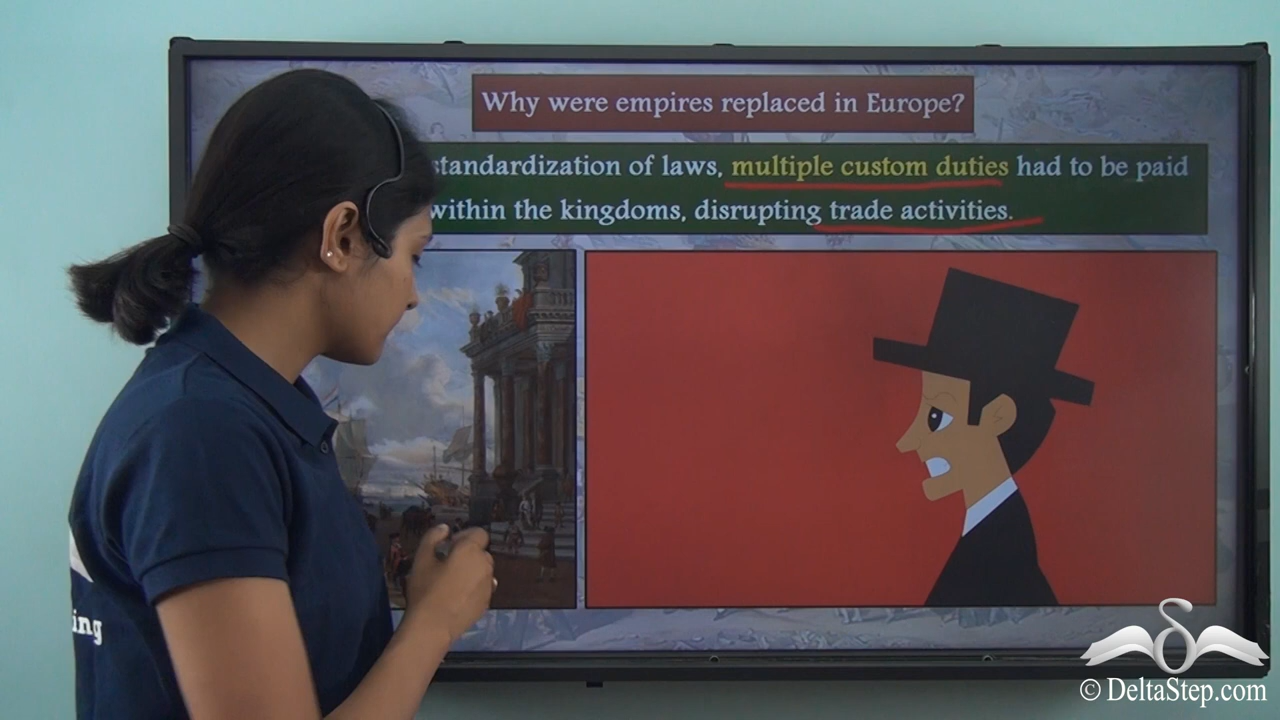 Why were empires replaced in Europe?
standardization of laws, multiple custom duties had to be paid
within the kingdoms, disrupting trade activities.
ing
© DeltaStep.com